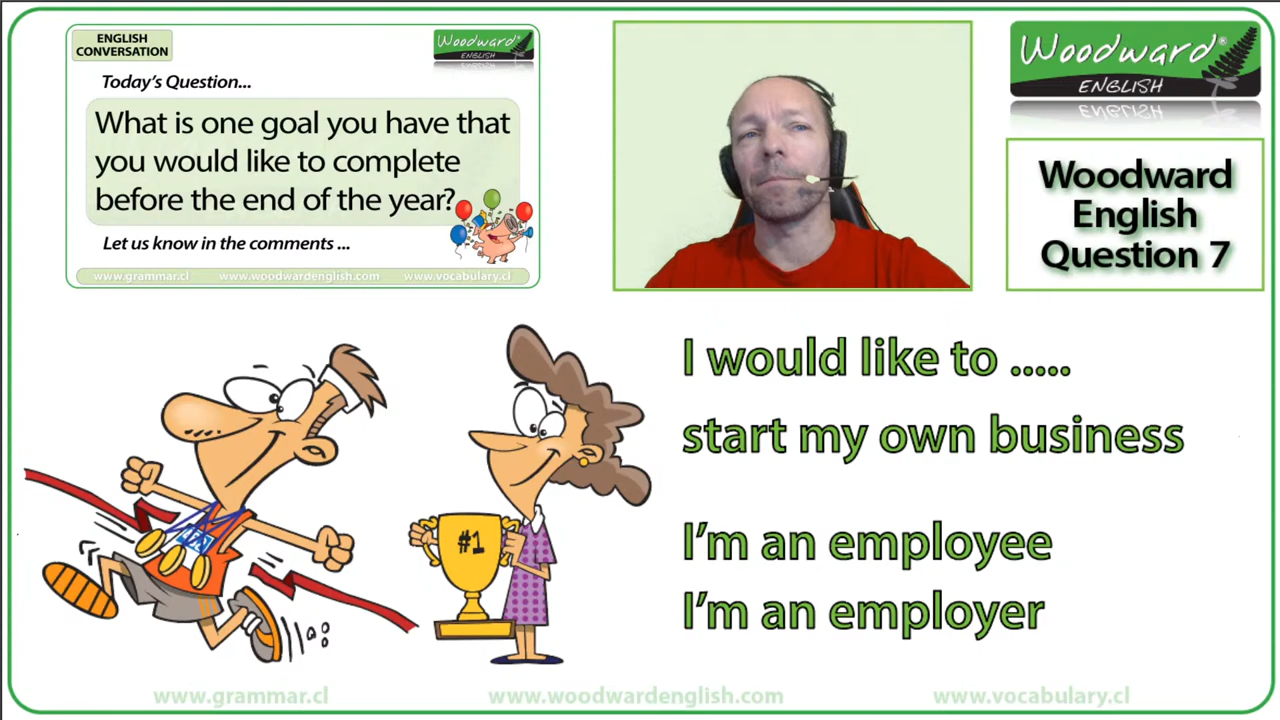 ENGLISH
CONVERSATION
Woodward
ENGLISH
Today's Question...
What is one goal you have that
you would like to complete
before the end of the year?
Let us know in the comments ...
www.grammar.cl www.woodwardenglish.com www.vocabulary.cl
Woodward®
ENGLISH
Woodward
English
Question 7
#1
I would like to .....
start my own business
I'm an employee
I'm an employer
www.grammar.cl www.woodwardenglish.com www.vocabulary.cl